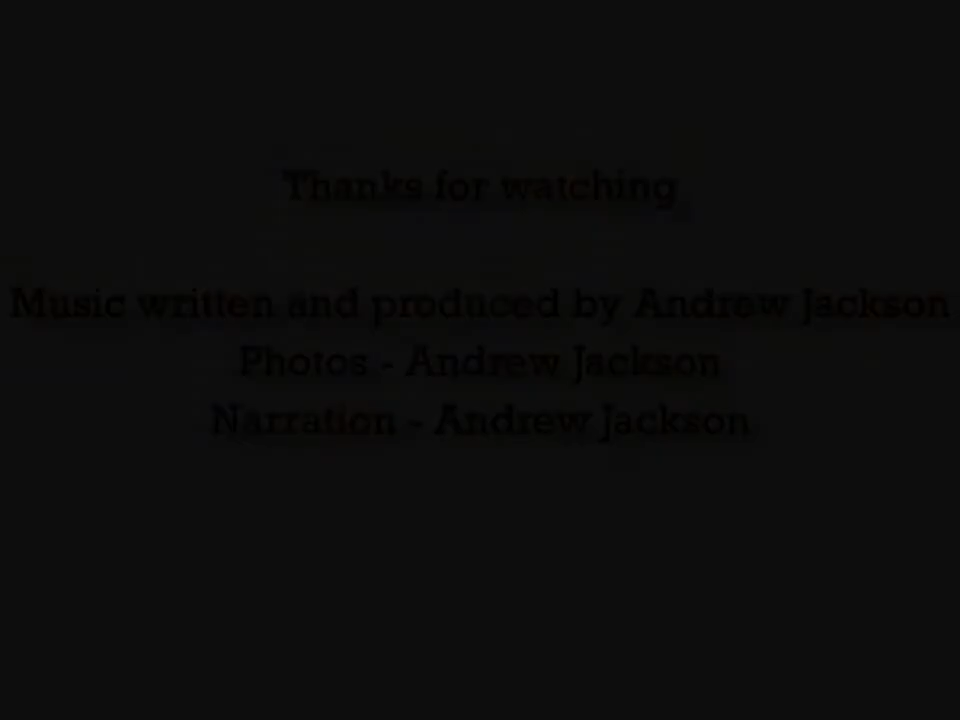 Thanks for watching
Music written and produced by Andrew Jackson
Photos - Andrew Jackson
Narration - Andrew Jackson